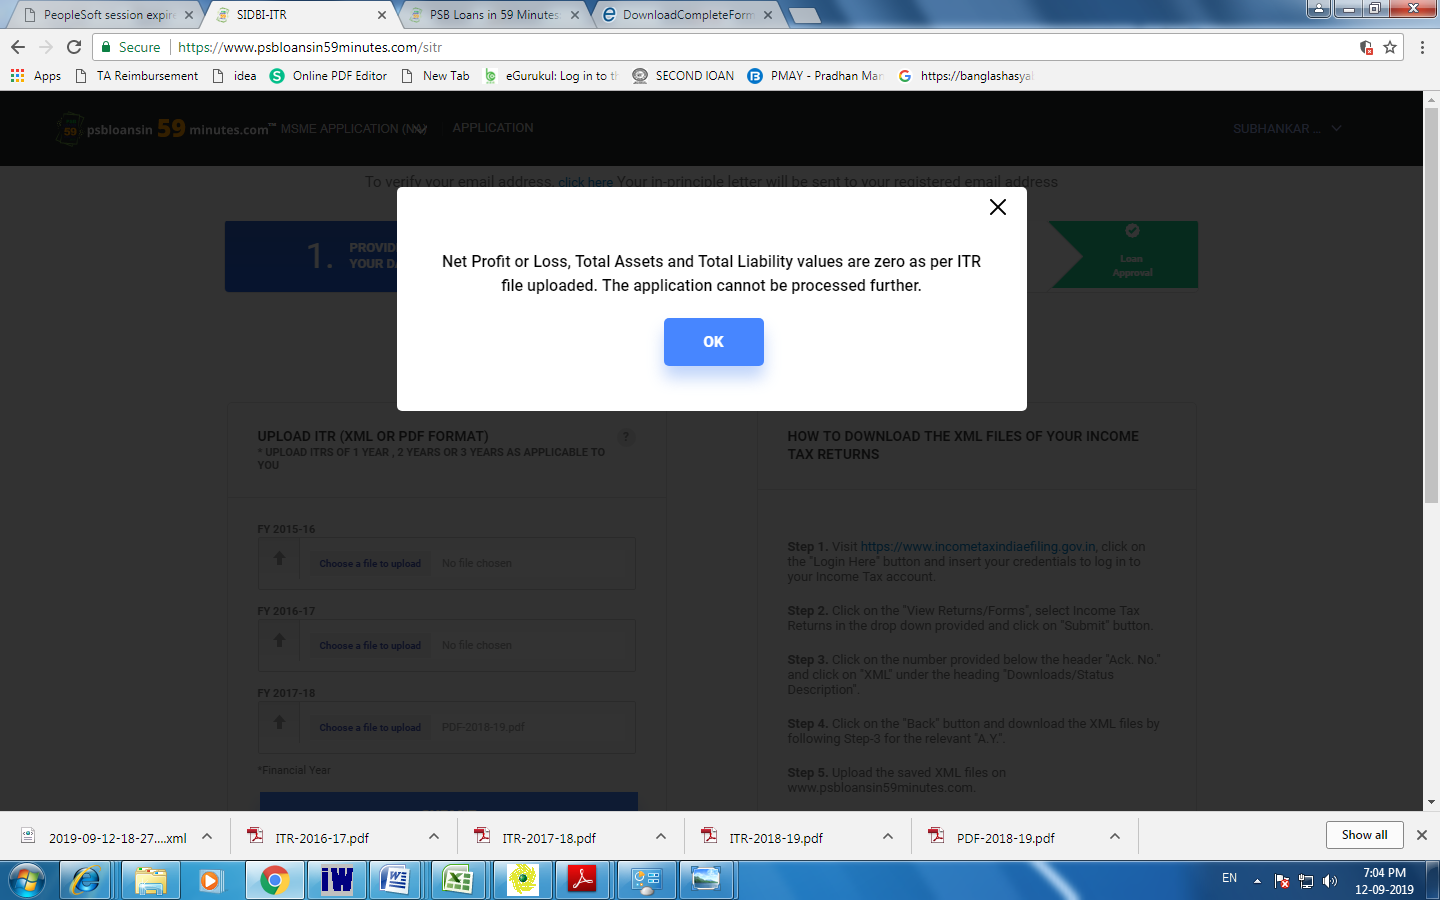 PeopleSoft session expire
SIDBI-ITR
PSB Loans in 59 Minutes:
DownloadCompleteForm
Secure
https://www.psbloansin59minutes.com/sitr
Apps
TA Reimbursement
idea
Online PDF Editor
New Tab
eGurukul: Log in to th
SECOND lOAN
PMAY - Pradhan Man
https://banglashasyal
59 psbloansin 59 minutes.com™
MSME APPLICATION (N
APPLICATION
SUBHANKAR ...
To verify your email address, click here Your in-principle letter will be sent to your registered email address
1.
PROVID
YOUR DA
Loan
Approval
Net Profit or Loss, Total Assets and Total Liability values are zero as per ITR
file uploaded. The application cannot be processed further.
OK
UPLOAD ITR (XML OR PDF FORMAT)
?
* UPLOAD ITRS OF 1 YEAR , 2 YEARS OR 3 YEARS AS APPLICABLE TO
YOU
FY 2015-16
Choose a file to upload
No file chosen
FY 2016-17
Choose a file to upload
No file chosen
FY 2017-18
Choose a file to upload
PDF-2018-19.pdf
*Financial Year
HOW TO DOWNLOAD THE XML FILES OF YOUR INCOME
TAX RETURNS
Step 1. Visit https://www.incometaxindiaefiling.gov.in, click on
the "Login Here" button and insert your credentials to log in to
your Income Tax account.
Step 2. Click on the "View Returns/Forms", select Income Tax
Returns in the drop down provided and click on "Submit" button.
Step 3. Click on the number provided below the header "Ack. No."
and click on "XML" under the heading "Downloads/Status
Description".
Step 4. Click on the "Back" button and download the XML files by
following Step-3 for the relevant "A.Y.".
Step 5. Upload the saved XML files on
www.psbloansin59minutes.com.
2019-09-12-18-27....xml
ITR-2016-17.pdf
ITR-2017-18.pdf
ITR-2018-19.pdf
PDF-2018-19.pdf
Show all
iW
EN
7:04 PM
12-09-2019